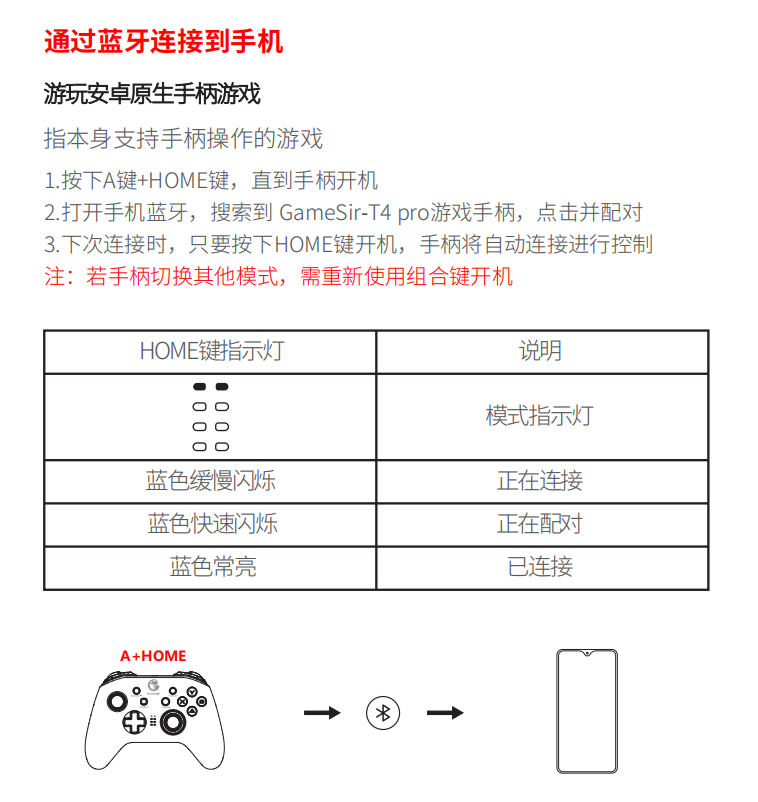 通过蓝牙连接到手机
游玩安卓原生手柄游戏
指本身支持手柄操作的游戏
1.按下A键+HOME键，直到手柄开机
2.打开手机蓝牙，搜索到 GameSir-T4 pro游戏手柄，点击并配对
3.下次连接时，只要按下HOME键开机，手柄将自动连接进行控制
注：若手柄切换其他模式，需重新使用组合键开机
HOME键指示灯 说明
模式指示灯
蓝色缓慢闪烁 正在连接
蓝色快速闪烁 正在配对
蓝色常亮 已连接
A+HOME